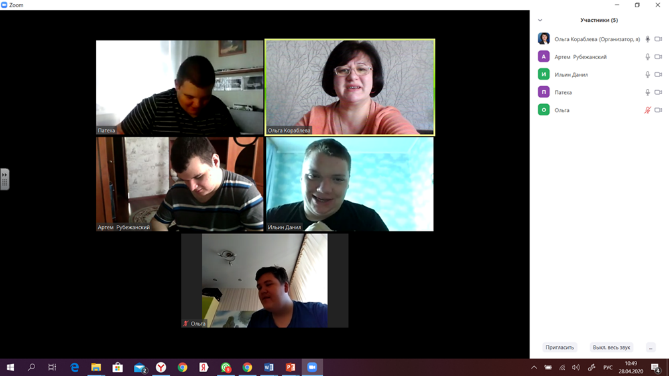 Zoom
Патеха
Ольга Кораблева
Артем Рубежанский
Ильин Данил
Ольга
Участники (5)
Ольга Кораблева (Организатор, я)
А Артем Рубежанский
И Ильин Данил
П Патеха
О Ольга
Пригласить
Выкл. весь звук
...
РУС
10:49
28.04.2020